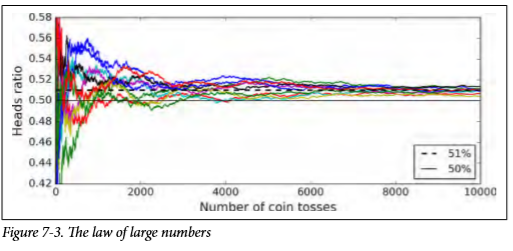 0.58
0.56
0.54
0.52
0.50
0.48
0.46
0.44
0.42
Heads ratio
51%
50%
0 2000 4000 6000 8000 10000
Number of coin tosses
Figure 7-3. The law of large numbers